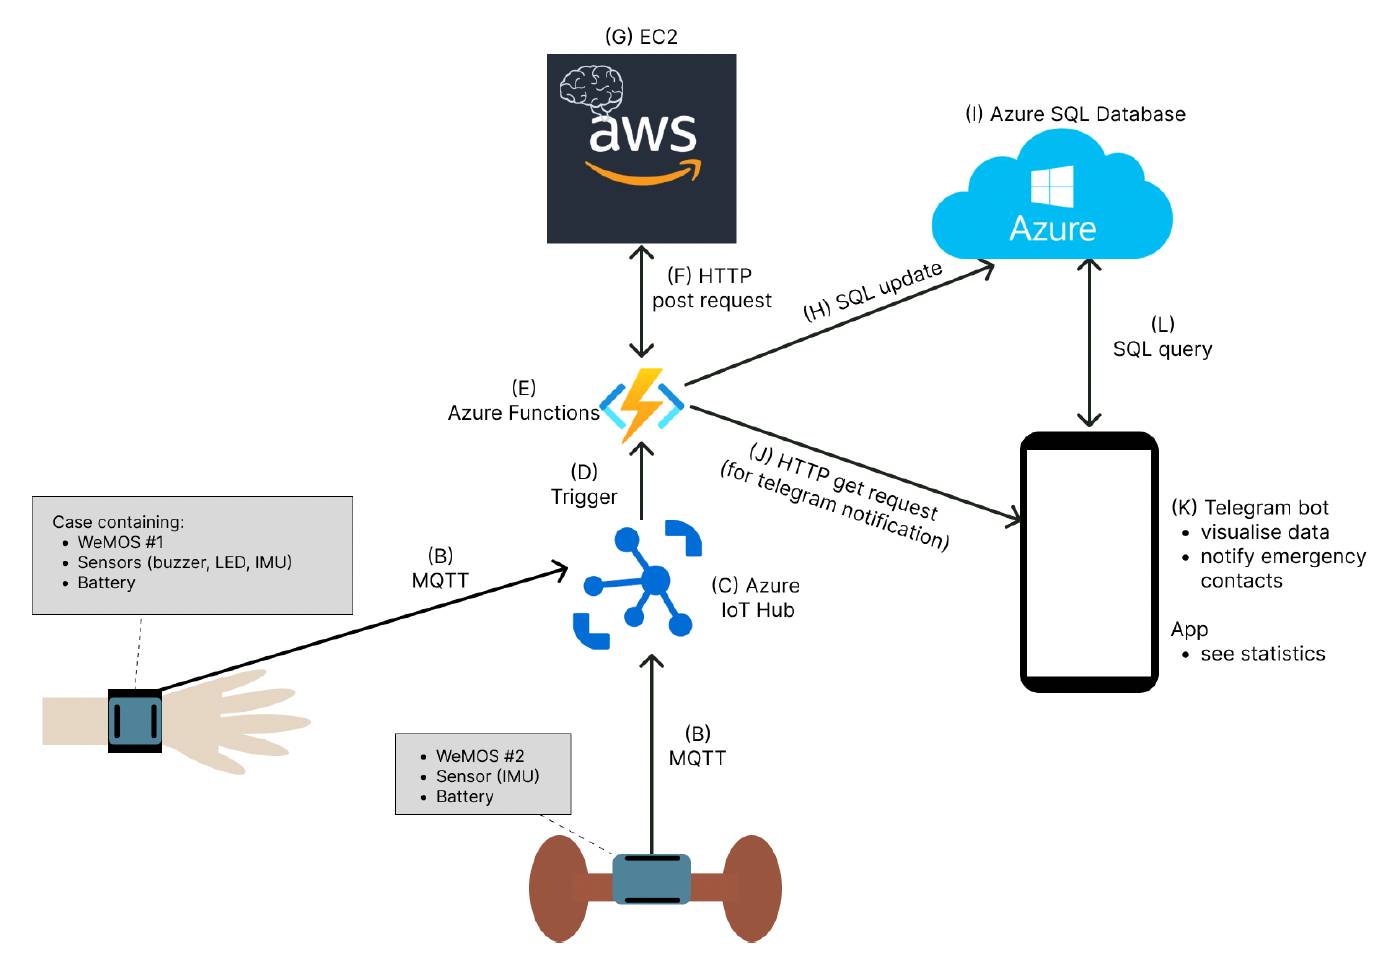 (G) EC2
aws
(I) Azure SQL Database
Azure
(F) HTTP
post request
(H) SQL update
(L)
SQL query
(E)
Azure Functions
(J) HTTP get request
(for telegram notification)
(D)
Trigger
Case containing:
• WeMOS #1
• Sensors (buzzer, LED, IMU)
• Battery
(B)
MQTT
(C) Azure
IoT Hub
(K) Telegram bot
• visualise data
• notify emergency
contacts
App
• see statistics
(B)
MQTT
• WeMOS #2
• Sensor (IMU)
• Battery